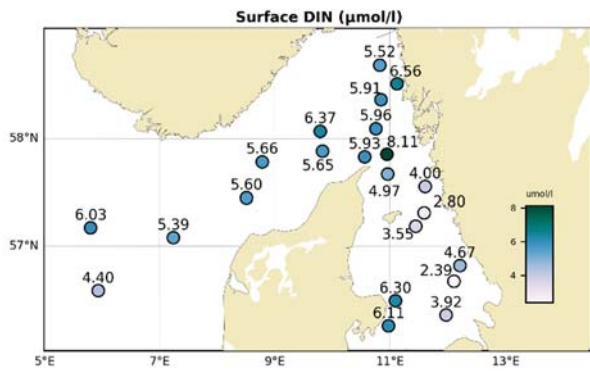 Surface DIN (μmol/l)
5.52
6.56
5.91
5.96
58°N
6.37
5.93
8.11
5.66
5.65
4.97
4.00
5.60
2.80
umol/l
8
6.03
5.39
3.55
6
57°N
4.67
4.40
2.39
4
6.30
3.92
6.11
5°E
7°E
9°E
11°E
13°E